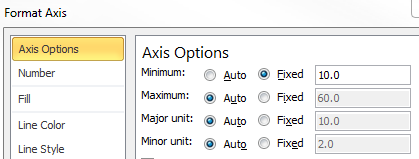 Format Axis
Axis Options
Number
Fill
Line Color
Line Style
Axis Options
Minimum: Auto Fixed 10.0
Maximum: Auto Fixed 60.0
Major unit: Auto Fixed 10.0
Minor unit: Auto Fixed 2.0